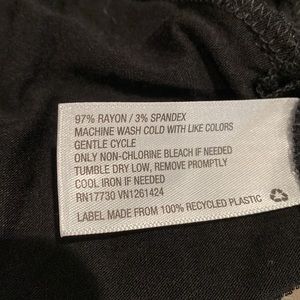 97% RAYON / 3% SPANDEX
MACHINE WASH COLD WITH LIKE COLORS
GENTLE CYCLE
ONLY NON-CHLORINE BLEACH IF NEEDED
TUMBLE DRY LOW, REMOVE PROMPTLY
COOL IRON IF NEEDED
RN17730 VN1261424
LABEL MADE FROM 100% RECYCLED PLASTIC